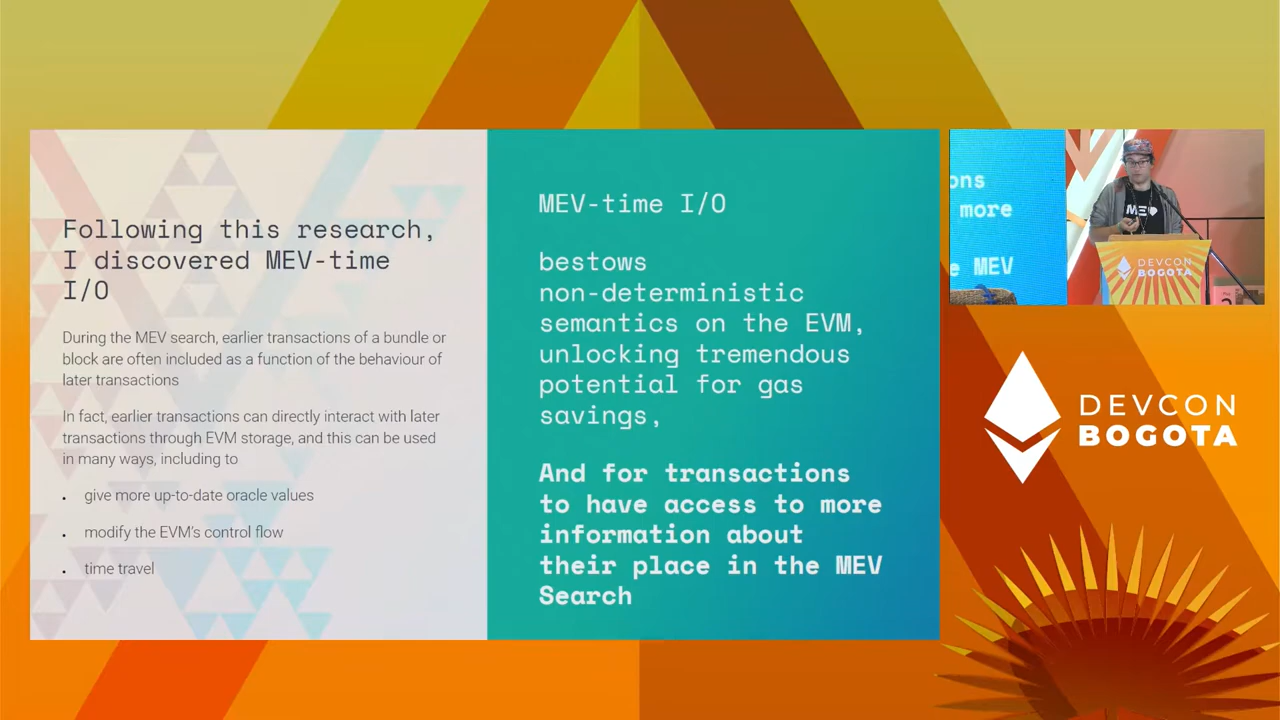 Following this research,
I discovered MEV-time
I/O
During the MEV search, earlier transactions of a bundle or
block are often included as a function of the behaviour of
later transactions
In fact, earlier transactions can directly interact with later
transactions through EVM storage, and this can be used
in many ways, including to
• give more up-to-date oracle values
• modify the EVM's control flow
• time travel
MEV-time I/O
bestows
non-deterministic
semantics on the EVM,
unlocking tremendous
potential for gas
savings,
And for transactions
to have access to more
information about
their place in the MEV
Search
ons
more
e MEV
DEVCON
BOGOTA
DEVCON
BOGOTA